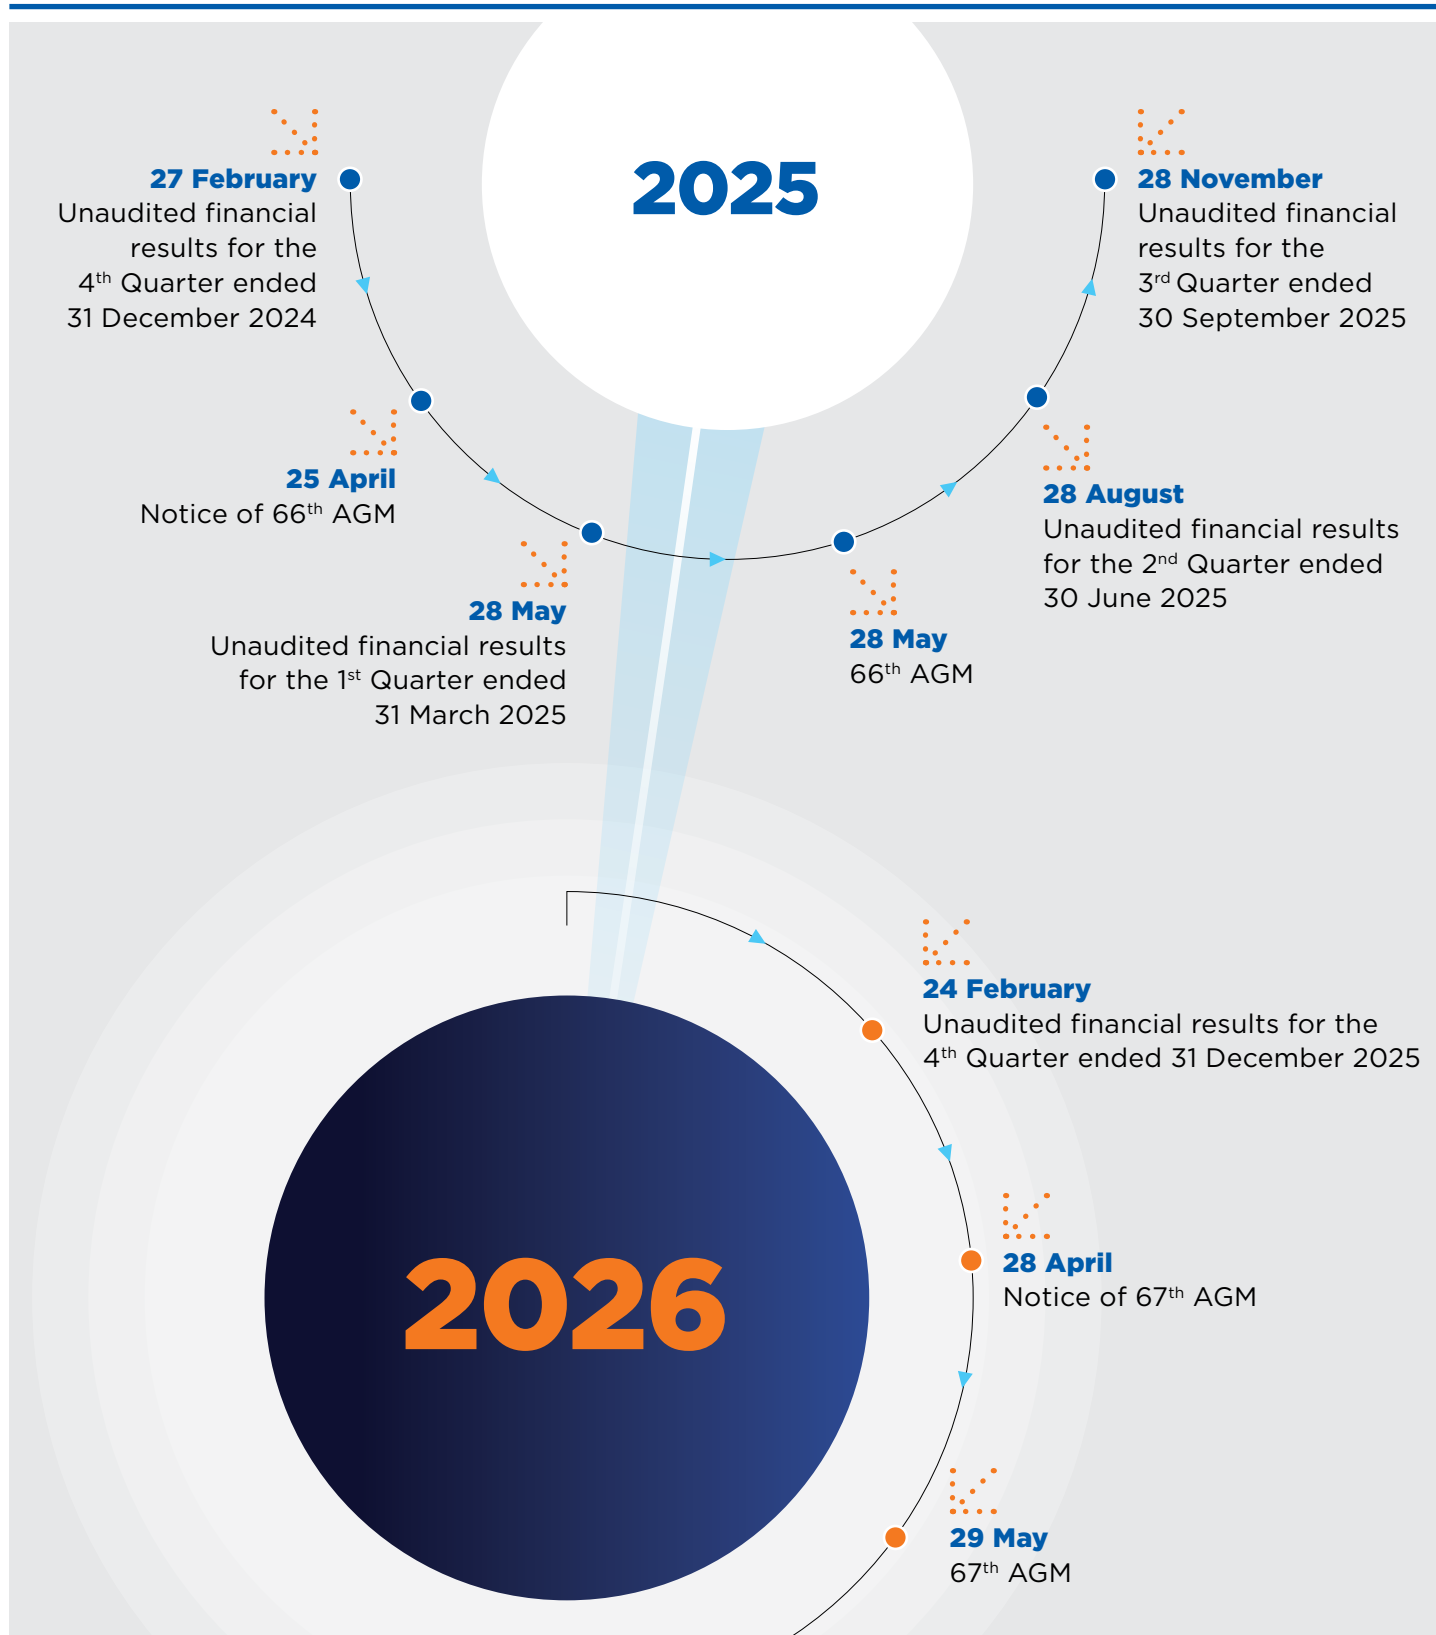 2025
27 February
Unaudited financial
results for the
4th Quarter ended
31 December 2024
25 April
Notice of 66th AGM
28 May
Unaudited financial results
for the 1st Quarter ended
31 March 2025
28 May
66th AGM
28 August
Unaudited financial results
for the 2nd Quarter ended
30 June 2025
28 November
Unaudited financial
results for the
3rd Quarter ended
30 September 2025
2026
24 February
Unaudited financial results for the
4th Quarter ended 31 December 2025
28 April
Notice of 67th AGM
29 May
67th AGM